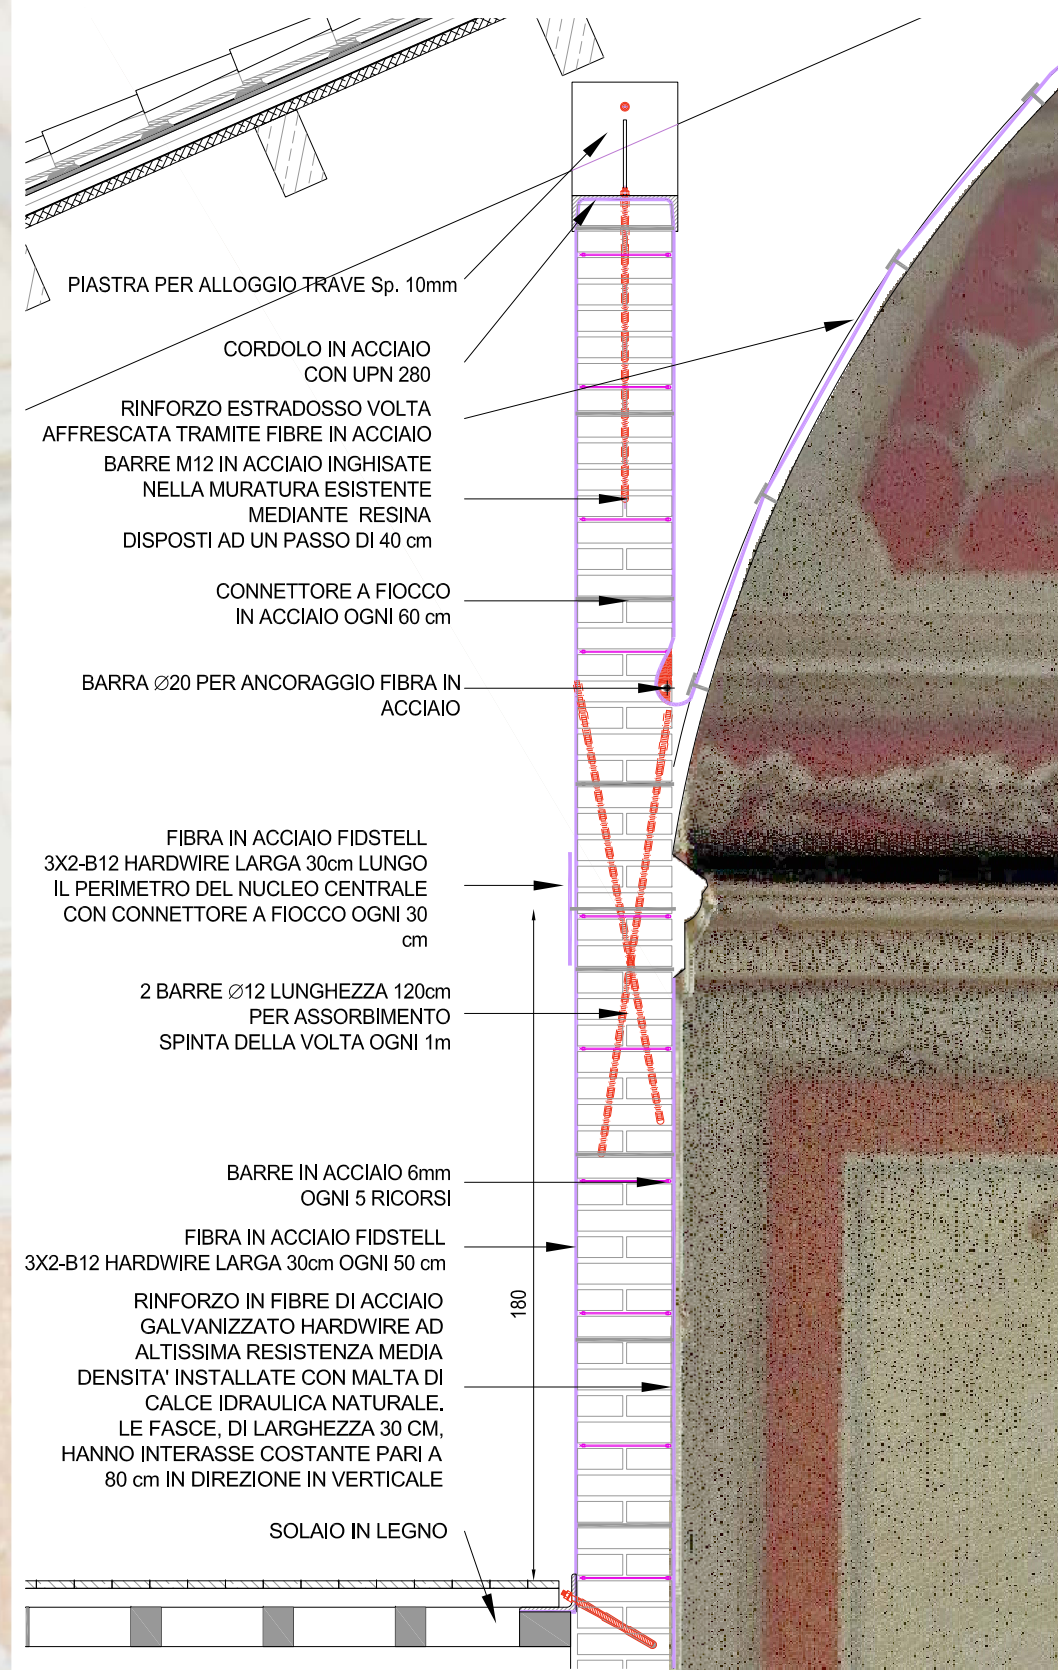 PIASTRA PER ALLOGGIO TRAVE Sp. 10mm
CORDOLO IN ACCIAIO
CON UPN 280
RINFORZO ESTRADOSSO VOLTA
AFFRESCATA TRAMITE FIBRE IN ACCIAIO
BARRE M12 IN ACCIAIO INGHISATE
NELLA MURATURA ESISTENTE
MEDIANTE RESINA
DISPOSTI AD UN PASSO DI 40 cm
CONNETTORE A FIOCCO
IN ACCIAIO OGNI 60 cm
BARRA Ø20 PER ANCORAGGIO FIBRA IN
ACCIAIO
FIBRA IN ACCIAIO FIDSTELL
3X2-B12 HARDWIRE LARGA 30cm LUNGO
IL PERIMETRO DEL NUCLEO CENTRALE
CON CONNETTORE A FIOCCO OGNI 30
cm
2 BARRE Ø12 LUNGHEZZA 120cm
PER ASSORBIMENTO
SPINTA DELLA VOLTA OGNI 1m
BARRE IN ACCIAIO 6mm
OGNI 5 RICORSI
FIBRA IN ACCIAIO FIDSTELL
3X2-B12 HARDWIRE LARGA 30cm OGNI 50 cm
180
RINFORZO IN FIBRE DI ACCIAIO
GALVANIZZATO HARDWIRE AD
ALTISSIMA RESISTENZA MEDIA
DENSITA' INSTALLATE CON MALTA DI
CALCE IDRAULICA NATURALE.
LE FASCE, DI LARGHEZZA 30 CM,
HANNO INTERASSE COSTANTE PARI A
80 cm IN DIREZIONE IN VERTICALE
SOLAIO IN LEGNO